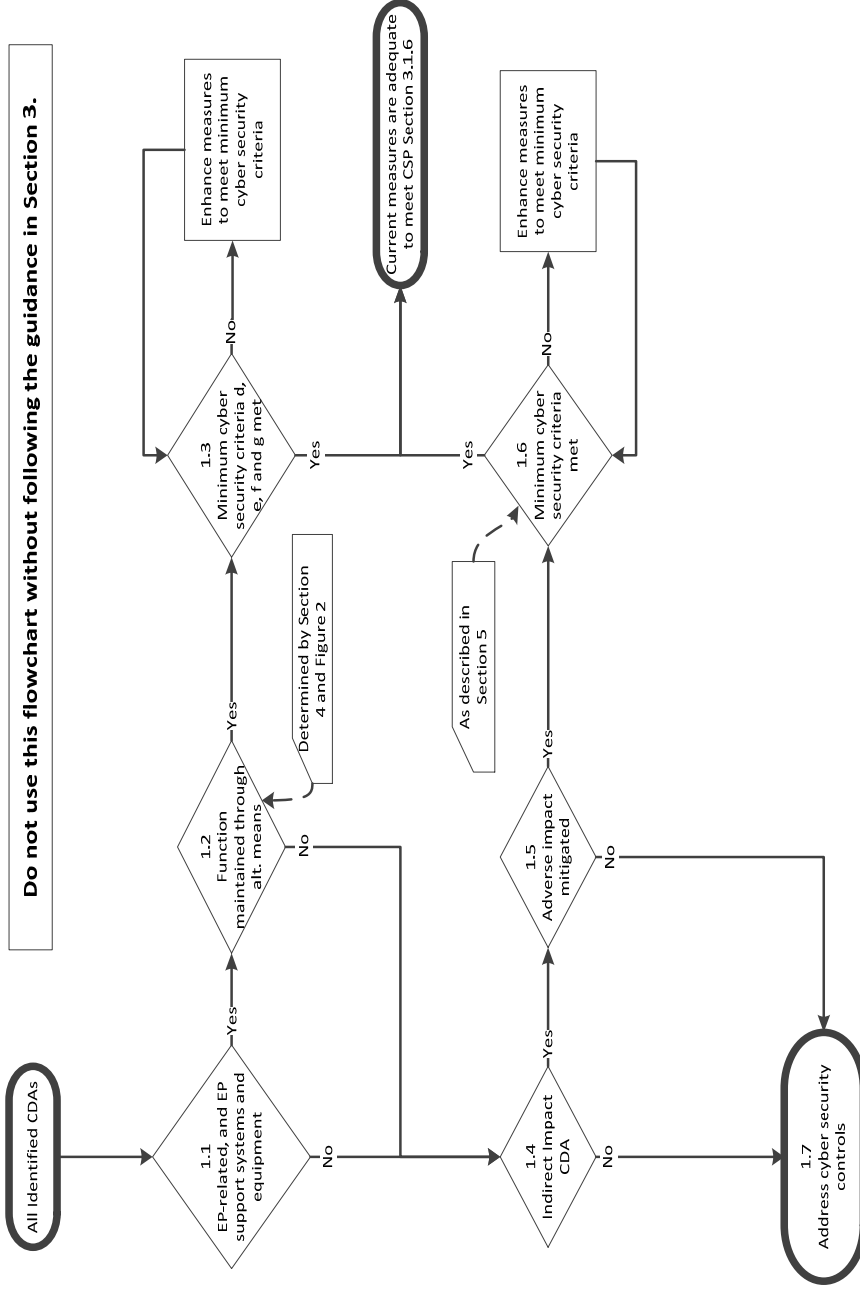 Do not use this flowchart without following the guidance in Section 3.
All Identified CDAs
1.1
EP-related, and EP
support systems and
equipment
Yes
No
1.2
Function
maintained through
alt. means
Yes
No
Determined by Section
4 and Figure 2
1.3
Minimum cyber
security criteria d,
e, f and g met
No
Yes
Enhance measures
to meet minimum
cyber security
criteria
Current measures are adequate
to meet CSP Section 3.1.6
1.4
Indirect Impact
CDA
Yes
No
1.5
Adverse impact
mitigated
Yes
No
As described in
Section 5
1.6
Minimum cyber
security criteria
met
Yes
No
Enhance measures
to meet minimum
cyber security
criteria
1.7
Address cyber security
controls